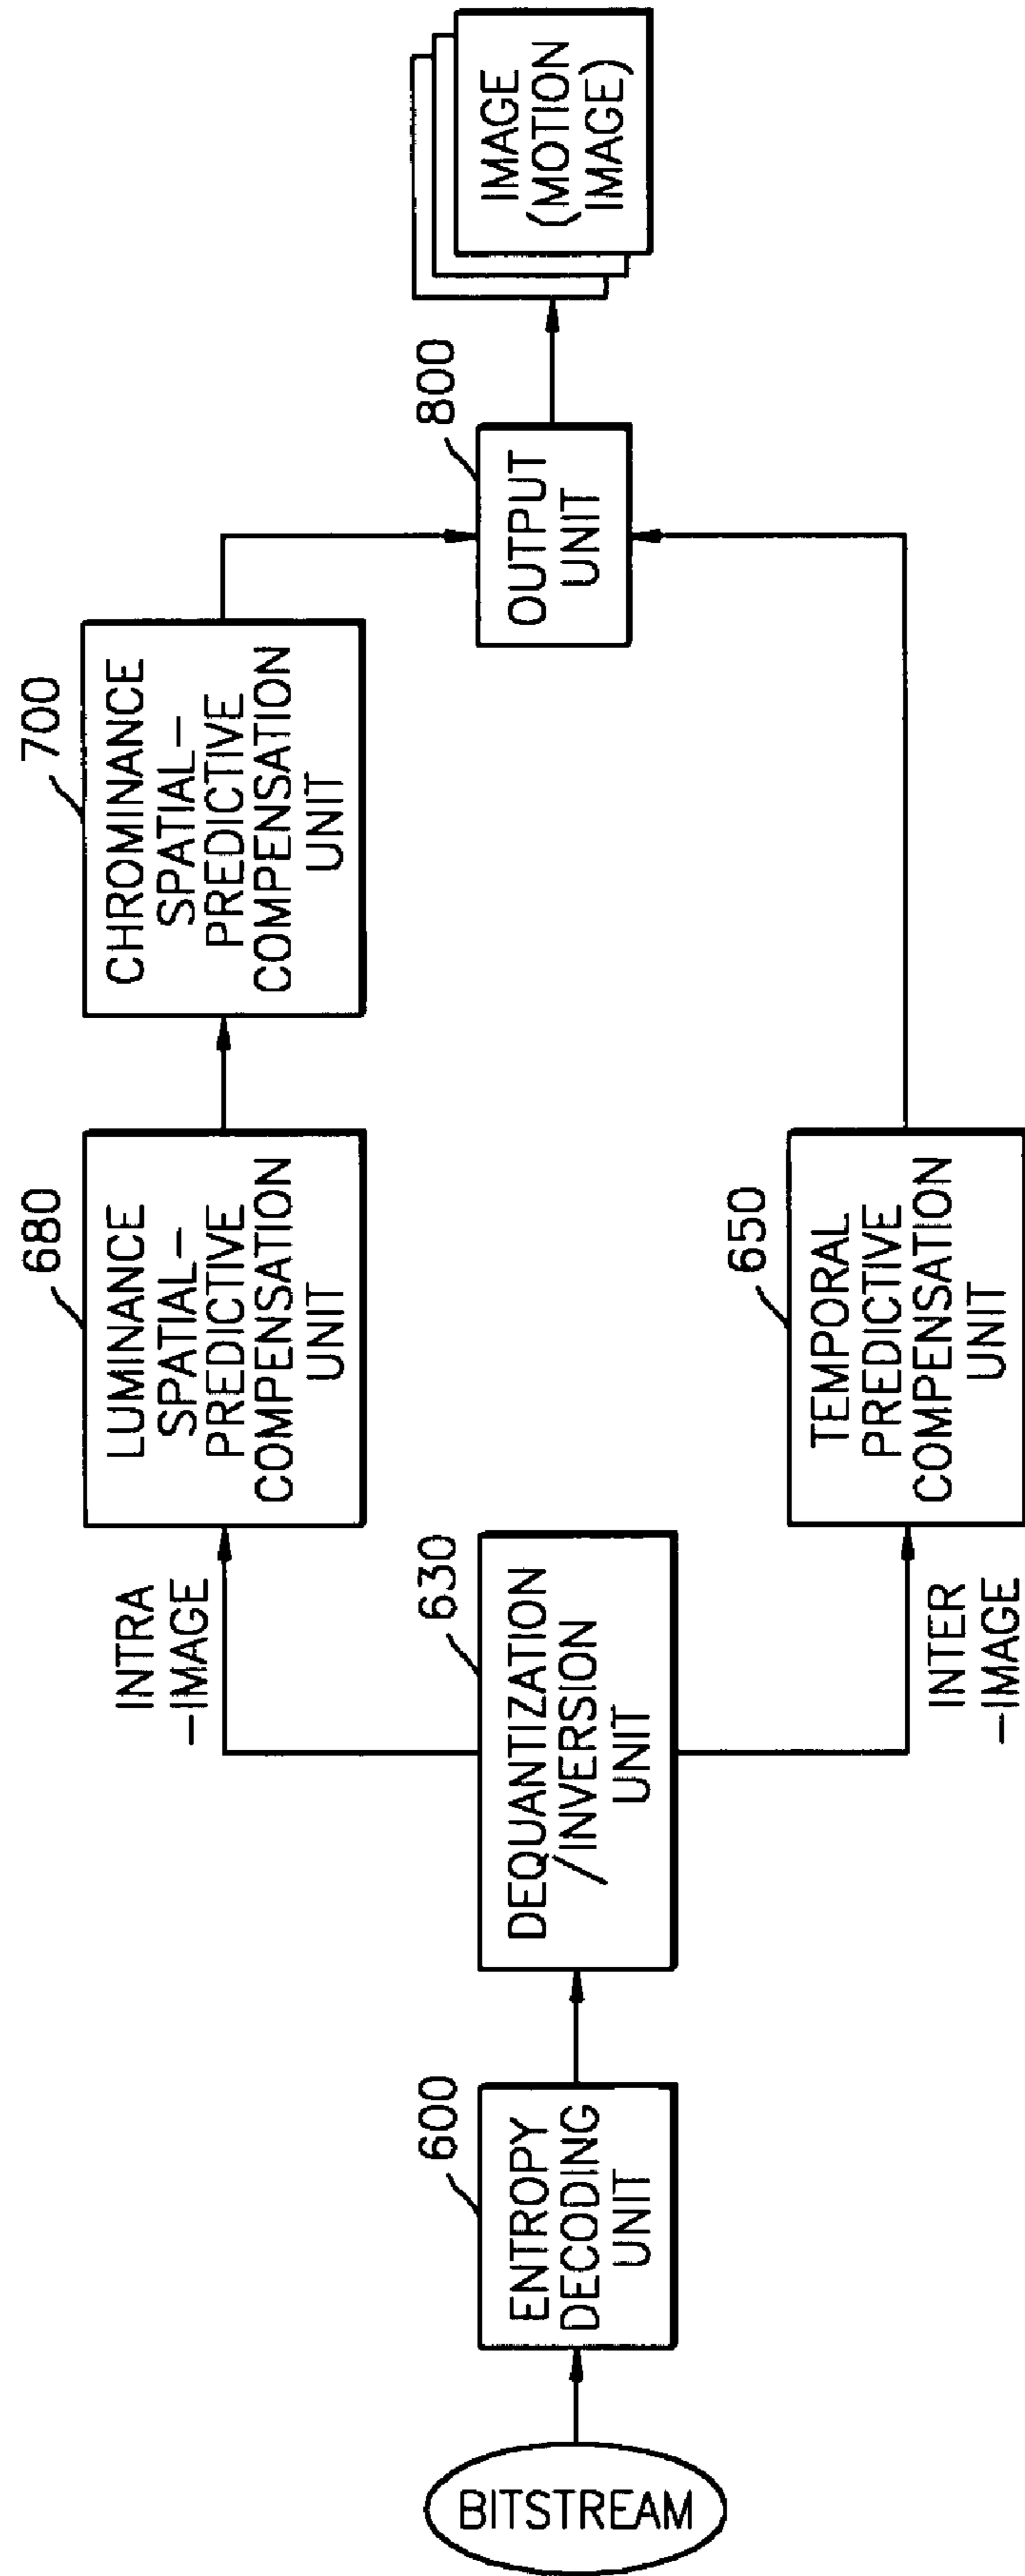 BITSTREAM
600
ENTROPY
DECODING
UNIT
630
DEQUANTIZATION
/INVERSION
UNIT
INTRA
-IMAGE
680
LUMINANCE
SPATIAL-
PREDICTIVE
COMPENSATION
UNIT
700
CHROMINANCE
SPATIAL-
PREDICTIVE
COMPENSATION
UNIT
INTER
-IMAGE
650
TEMPORAL
PREDICTIVE
COMPENSATION
UNIT
800
OUTPUT
UNIT
IMAGE
(MOTION
IMAGE)